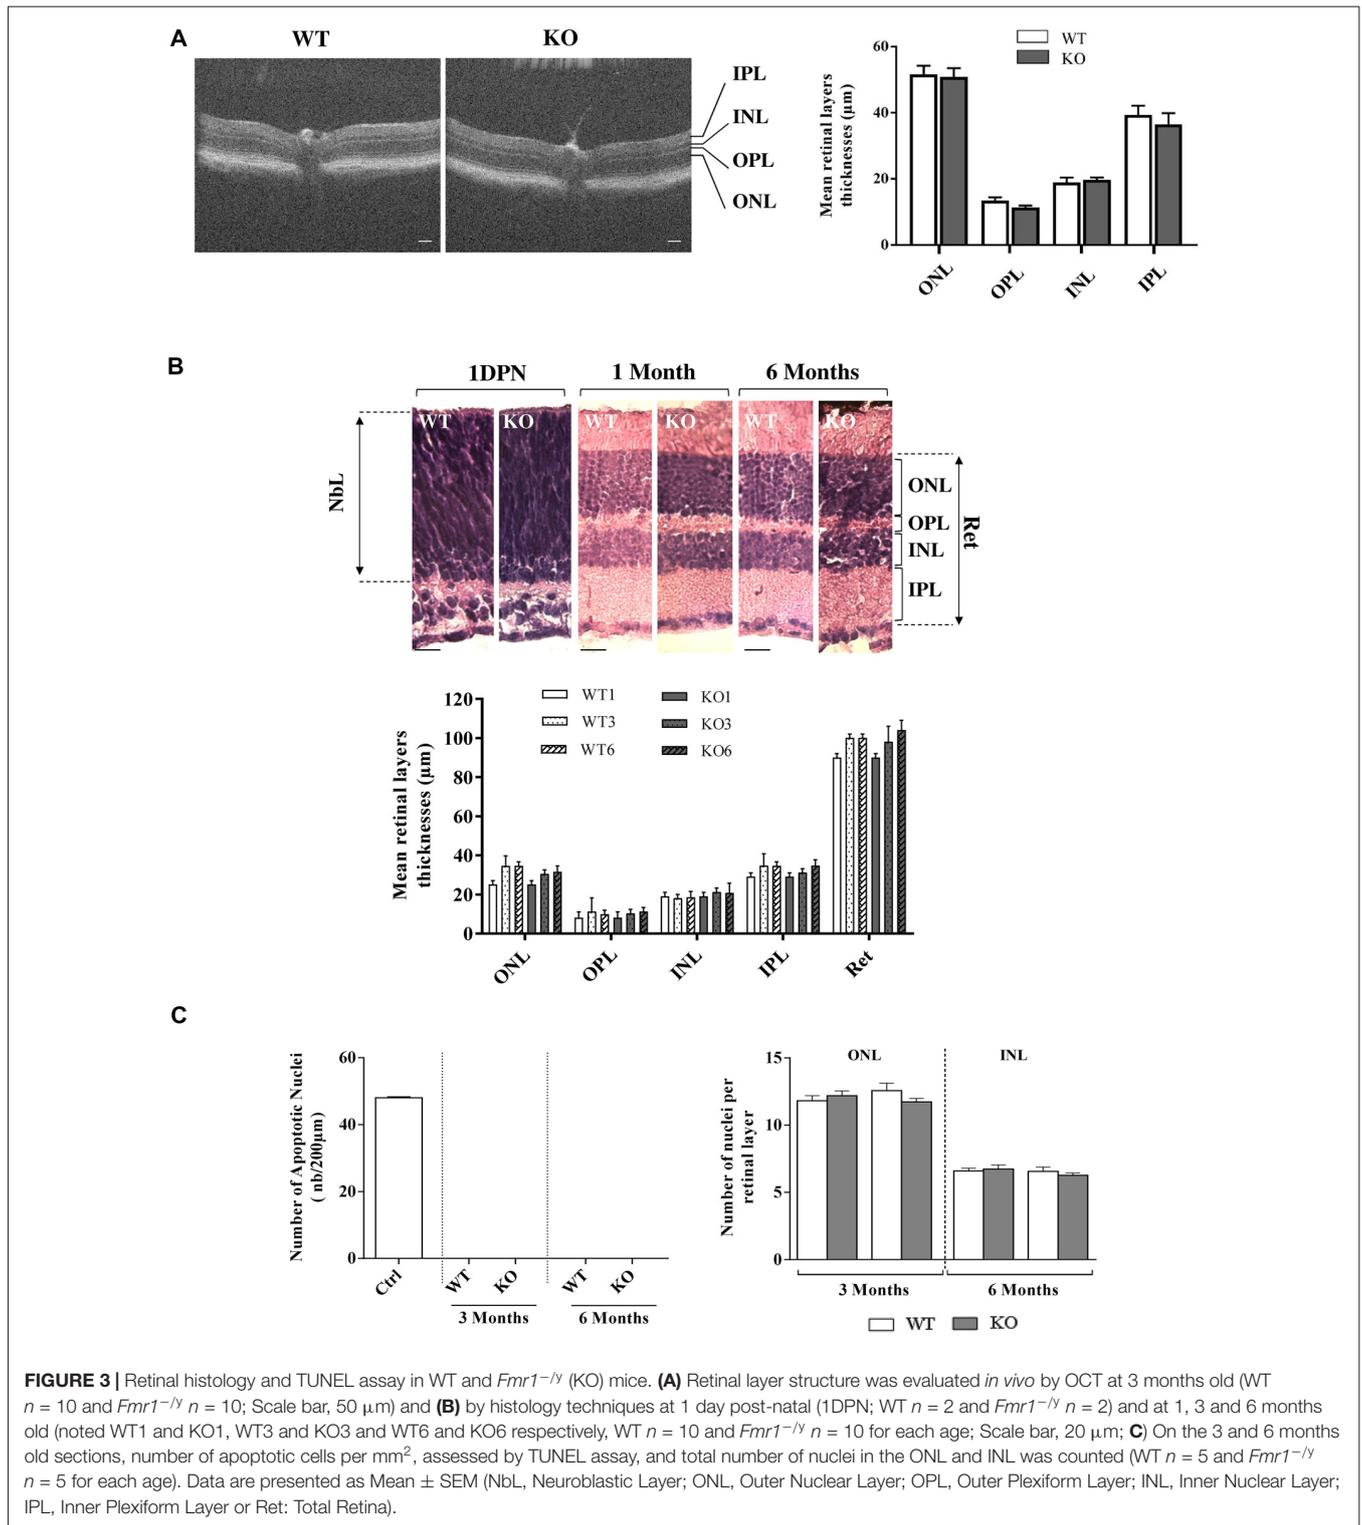 A
WT
KO
IPL
INL
OPL
ONL
Mean retinal layers
thicknesses (μm)
60
40
20
0
WT
KO
ONL
OPL
INL
IPL
B
1DPN
1 Month
6 Months
WT
KO
WT
KO
WT
KO
NbL
ONL
OPL
INL
IPL
Ret
Mean retinal layers
thicknesses (μm)
120
100
80
60
40
20
0
WT1
KO1
WT3
KO3
WT6
KO6
ONL
OPL
INL
IPL
Ret
C
Number of Apoptotic Nuclei
( nb/200μm)
60
40
20
0
Ctrl
WT
KO
WT
KO
3 Months
6 Months
Number of nuclei per
retinal layer
15
10
5
0
ONL
INL
3 Months
6 Months
WT
KO
FIGURE 3 | Retinal histology and TUNEL assay in WT and Fmr1−/y (KO) mice. (A) Retinal layer structure was evaluated in vivo by OCT at 3 months old (WT
n = 10 and Fmr1−/y n = 10; Scale bar, 50 μm) and (B) by histology techniques at 1 day post-natal (1DPN; WT n = 2 and Fmr1−/y n = 2) and at 1, 3 and 6 months
old (noted WT1 and KO1, WT3 and KO3 and WT6 and KO6 respectively, WT n = 10 and Fmr1−/y n = 10 for each age; Scale bar, 20 μm; C) On the 3 and 6 months
old sections, number of apoptotic cells per mm2, assessed by TUNEL assay, and total number of nuclei in the ONL and INL was counted (WT n = 5 and Fmr1−/y
n = 5 for each age). Data are presented as Mean ± SEM (NbL, Neuroblastic Layer; ONL, Outer Nuclear Layer; OPL, Outer Plexiform Layer; INL, Inner Nuclear Layer;
IPL, Inner Plexiform Layer or Ret: Total Retina).